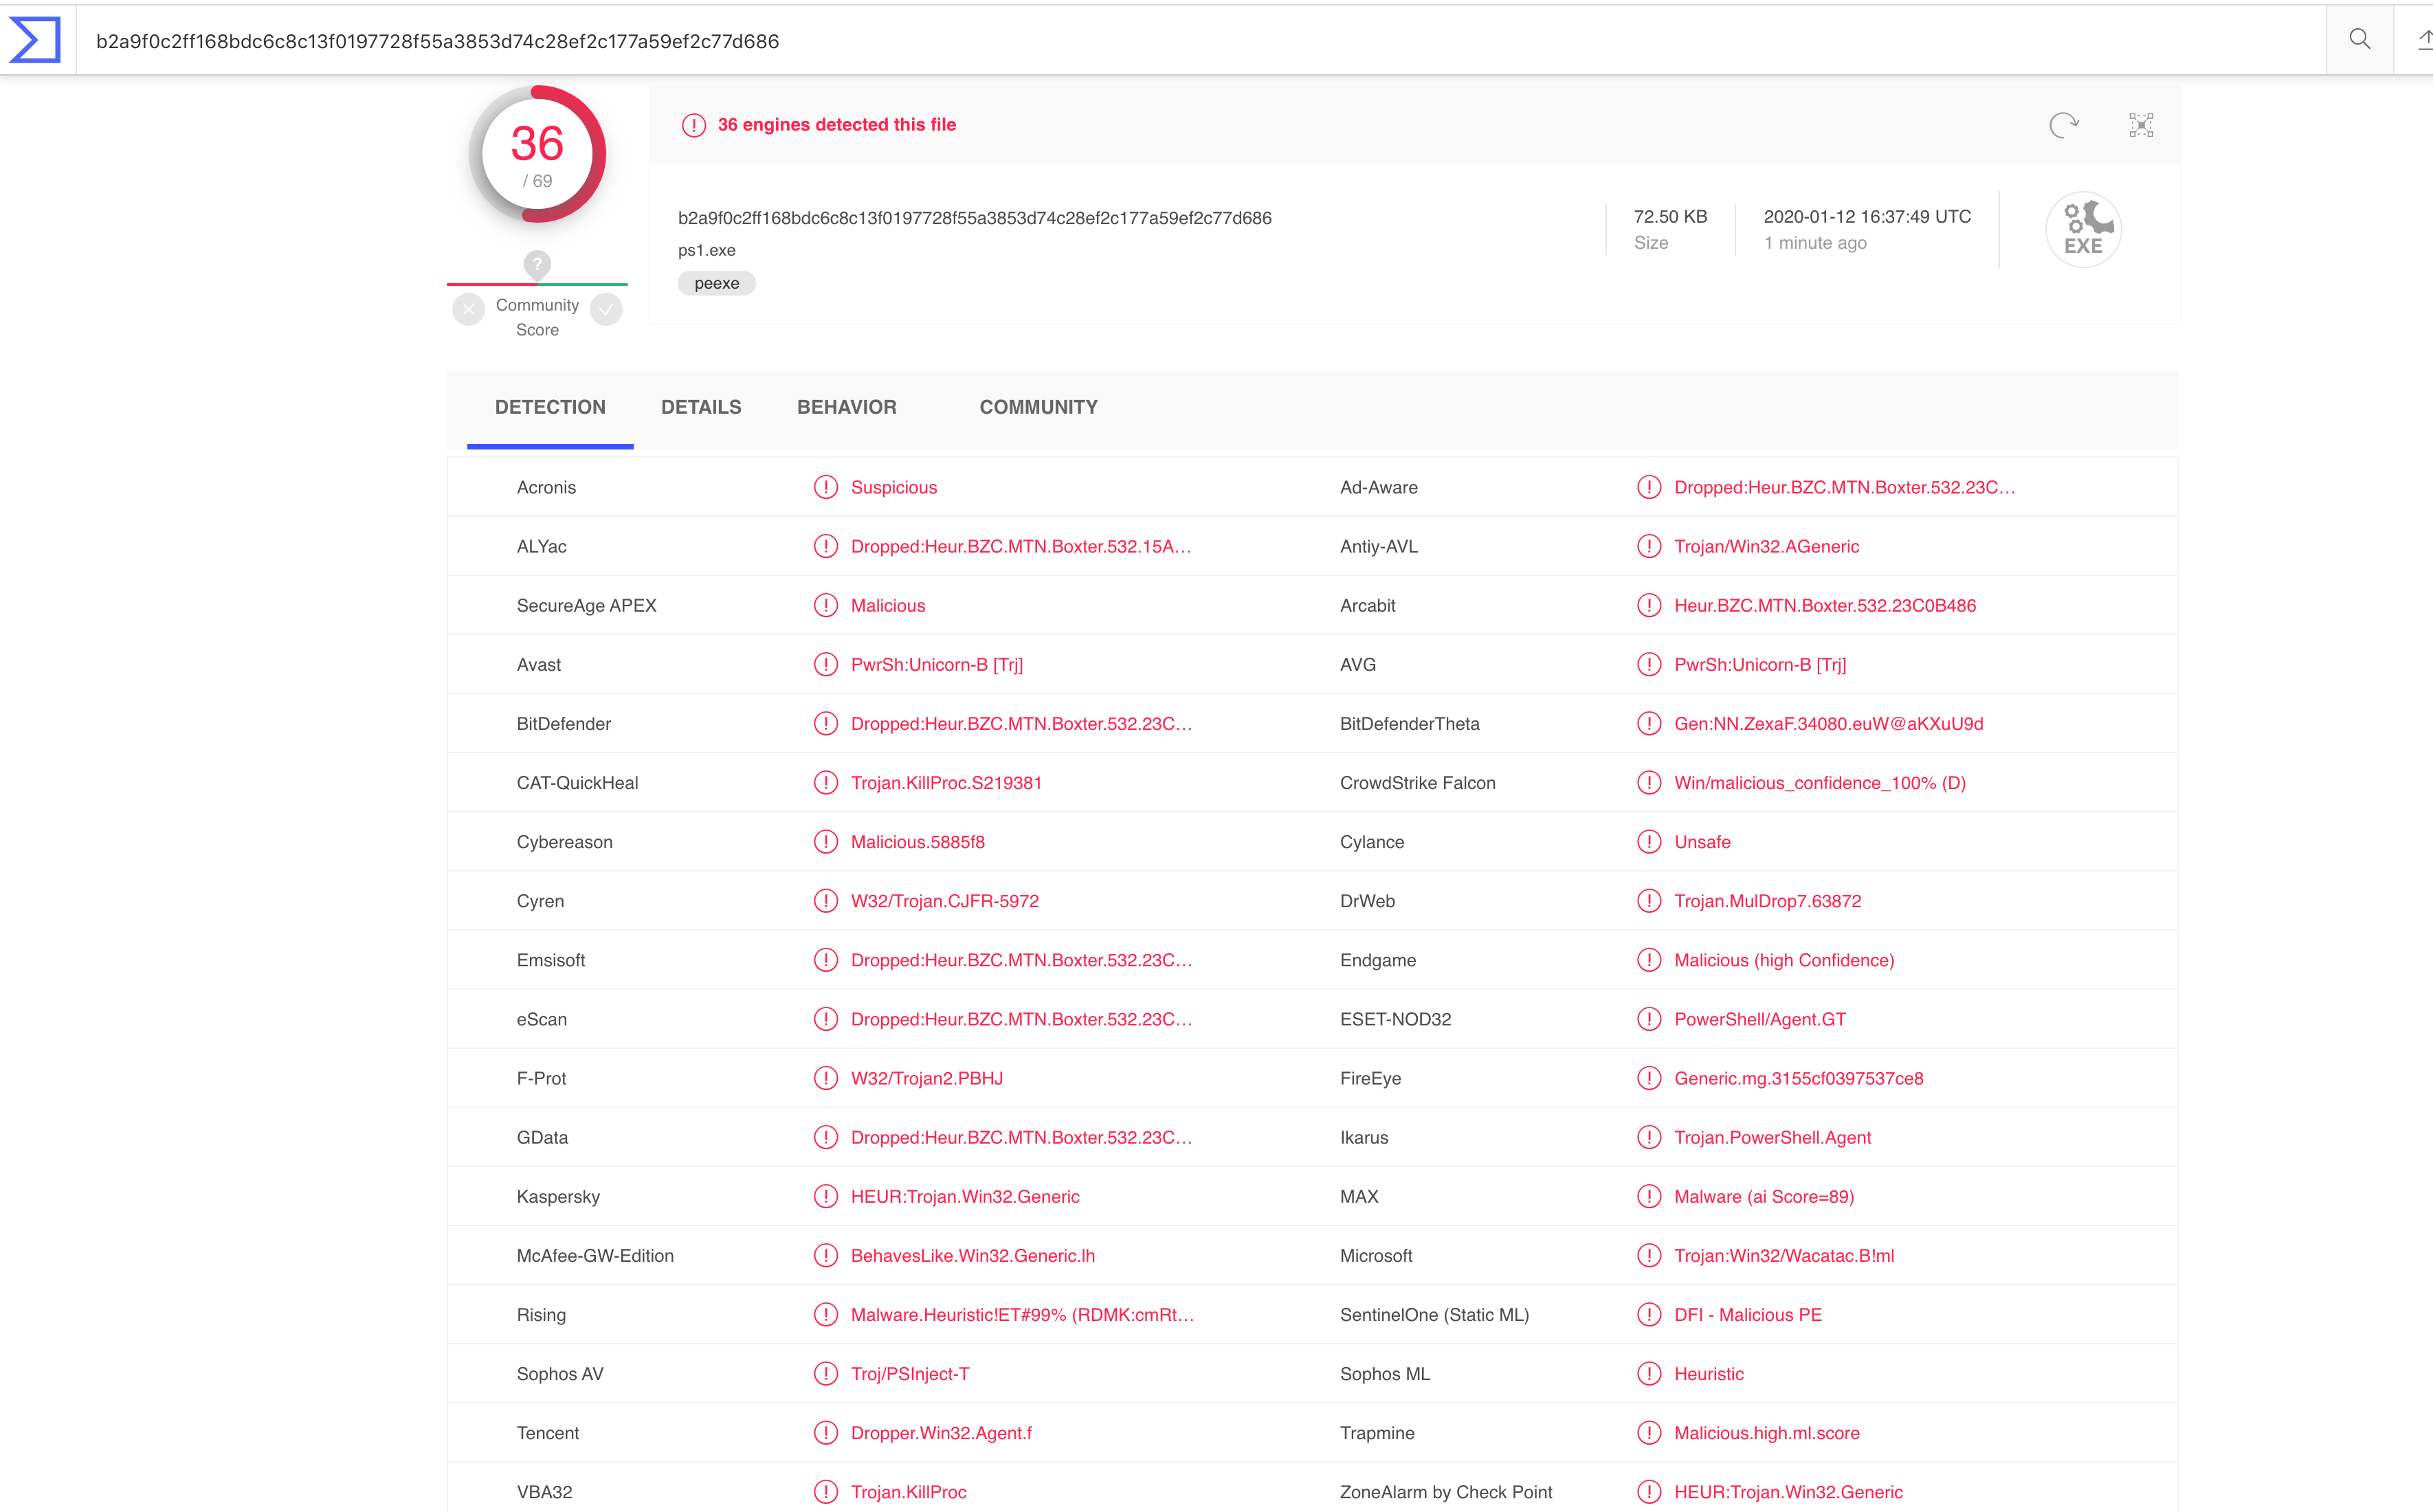 b2a9f0c2ff168bdc6c8c13f0197728f55a3853d74c28ef2c177a59ef2c77d686
36
/ 69
?
Community
Score
36 engines detected this file
b2a9f0c2ff168bdc6c8c13f0197728f55a3853d74c28ef2c177a59ef2c77d686
ps1.exe
peexe
72.50 KB
Size
2020-01-12 16:37:49 UTC
1 minute ago
EXE
DETECTION DETAILS BEHAVIOR COMMUNITY
Acronis Suspicious Ad-Aware Dropped:Heur.BZC.MTN.Boxter.532.23C…
ALYac Dropped:Heur.BZC.MTN.Boxter.532.15A… Antiy-AVL Trojan/Win32.AGeneric
SecureAge APEX Malicious Arcabit Heur.BZC.MTN.Boxter.532.23C0B486
Avast PwrSh:Unicorn-B [Trj] AVG PwrSh:Unicorn-B [Trj]
BitDefender Dropped:Heur.BZC.MTN.Boxter.532.23C… BitDefenderTheta Gen:NN.ZexaF.34080.euW@aKXuU9d
CAT-QuickHeal Trojan.KillProc.S219381 CrowdStrike Falcon Win/malicious_confidence_100% (D)
Cybereason Malicious.5885f8 Cylance Unsafe
Cyren W32/Trojan.CJFR-5972 DrWeb Trojan.MulDrop7.63872
Emsisoft Dropped:Heur.BZC.MTN.Boxter.532.23C… Endgame Malicious (high Confidence)
eScan Dropped:Heur.BZC.MTN.Boxter.532.23C… ESET-NOD32 PowerShell/Agent.GT
F-Prot W32/Trojan2.PBHJ FireEye Generic.mg.3155cf0397537ce8
GData Dropped:Heur.BZC.MTN.Boxter.532.23C… Ikarus Trojan.PowerShell.Agent
Kaspersky HEUR:Trojan.Win32.Generic MAX Malware (ai Score=89)
McAfee-GW-Edition BehavesLike.Win32.Generic.lh Microsoft Trojan:Win32/Wacatac.B!ml
Rising Malware.Heuristic!ET#99% (RDMK:cmRt… SentinelOne (Static ML) DFI - Malicious PE
Sophos AV Troj/PSInject-T Sophos ML Heuristic
Tencent Dropper.Win32.Agent.f Trapmine Malicious.high.ml.score
VBA32 Trojan.KillProc ZoneAlarm by Check Point HEUR:Trojan.Win32.Generic